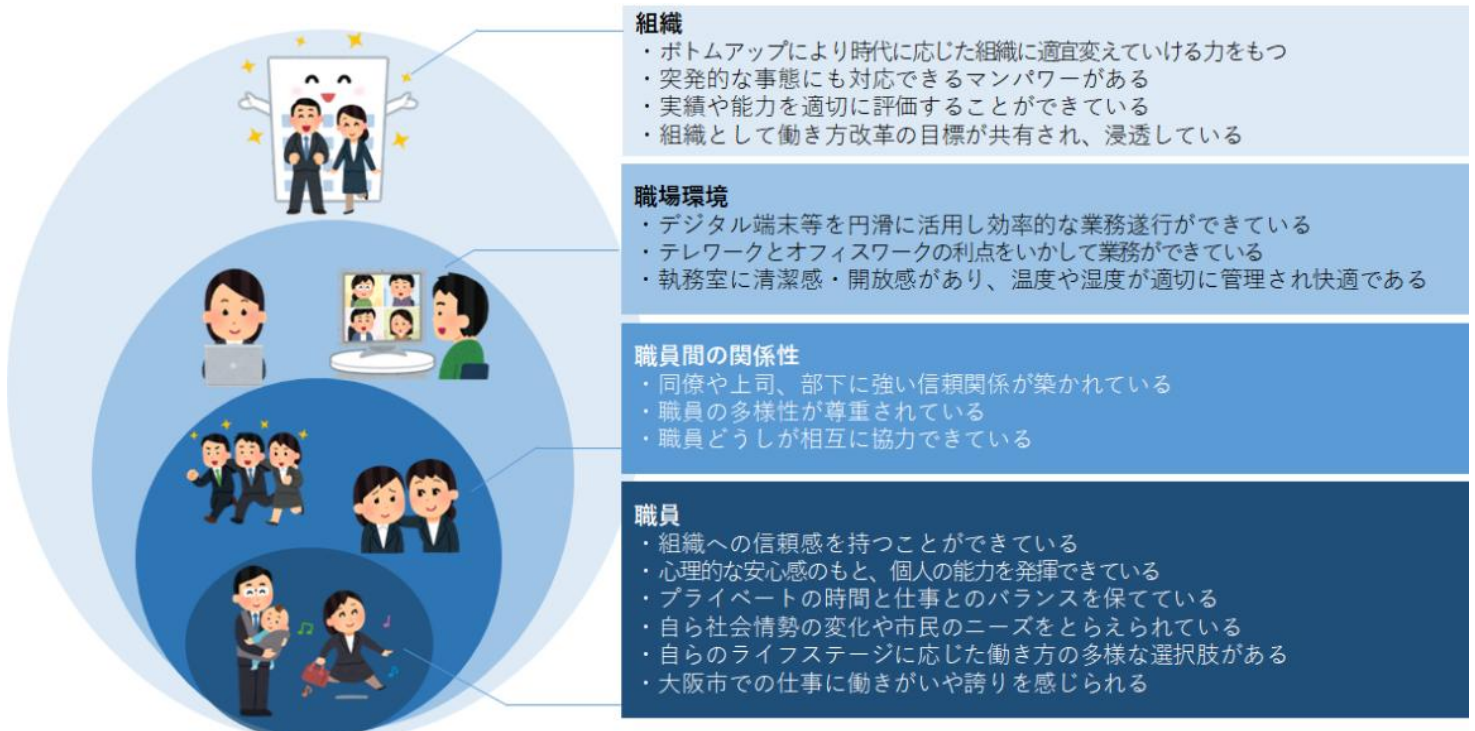 組織
・ボトムアップにより時代に応じた組織に適宜変えていける力をもつ
・突発的な事態にも対応できるマンパワーがある
・実績や能力を適切に評価することができている
・組織として働き方改革の目標が共有され、浸透している
職場環境
・デジタル端末等を円滑に活用し効率的な業務遂行ができている
・テレワークとオフィスワークの利点をいかして業務ができている
・執務室に清潔感・開放感があり、温度や湿度が適切に管理され快適である
職員間の関係性
・同僚や上司、部下に強い信頼関係が築かれている
・職員の多様性が尊重されている
・職員どうしが相互に協力できている
職員
・組織への信頼感を持つことができている
・心理的な安心感のもと、個人の能力を発揮できている
・プライベートの時間と仕事とのバランスを保てている
・自ら社会情勢の変化や市民のニーズをとらえられている
・自らのライフステージに応じた働き方の多様な選択肢がある
・大阪市での仕事に働きがいや誇りを感じられる